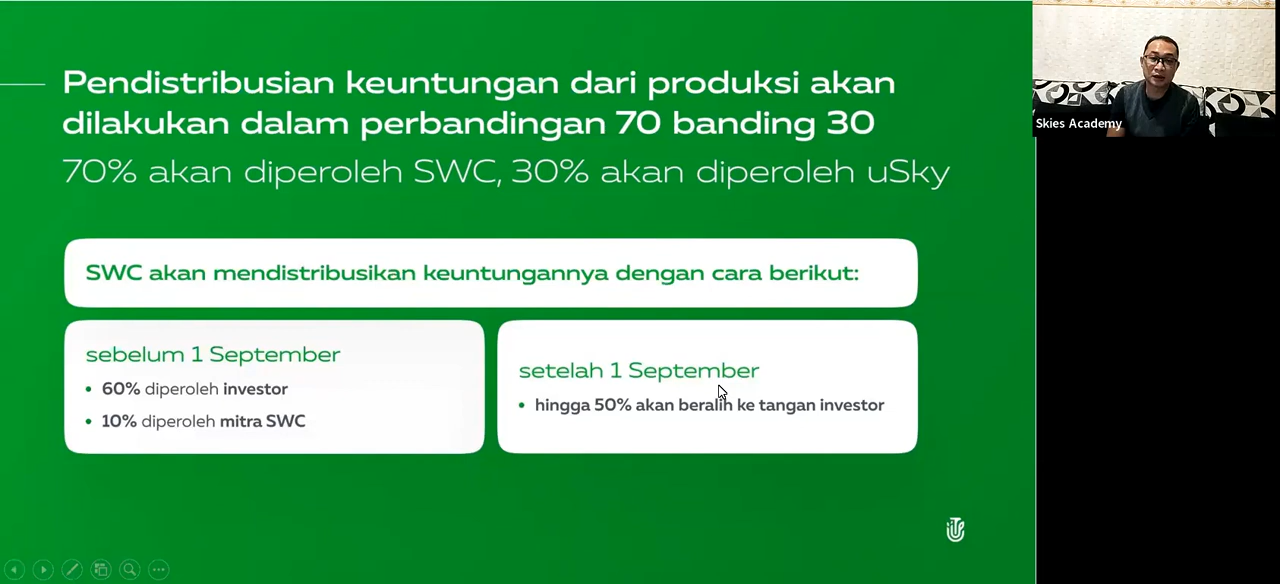 Pendistribusian keuntungan dari produksi akan
dilakukan dalam perbandingan 70 banding 30
70% akan diperoleh SWC, 30% akan diperoleh uSky
SWC akan mendistribusikan keuntungannya dengan cara berikut:
sebelum 1 September
• 60% diperoleh investor
• 10% diperoleh mitra SWC
setelah 1 September
• hingga 50% akan beralih ke tangan investor
Skies Academy